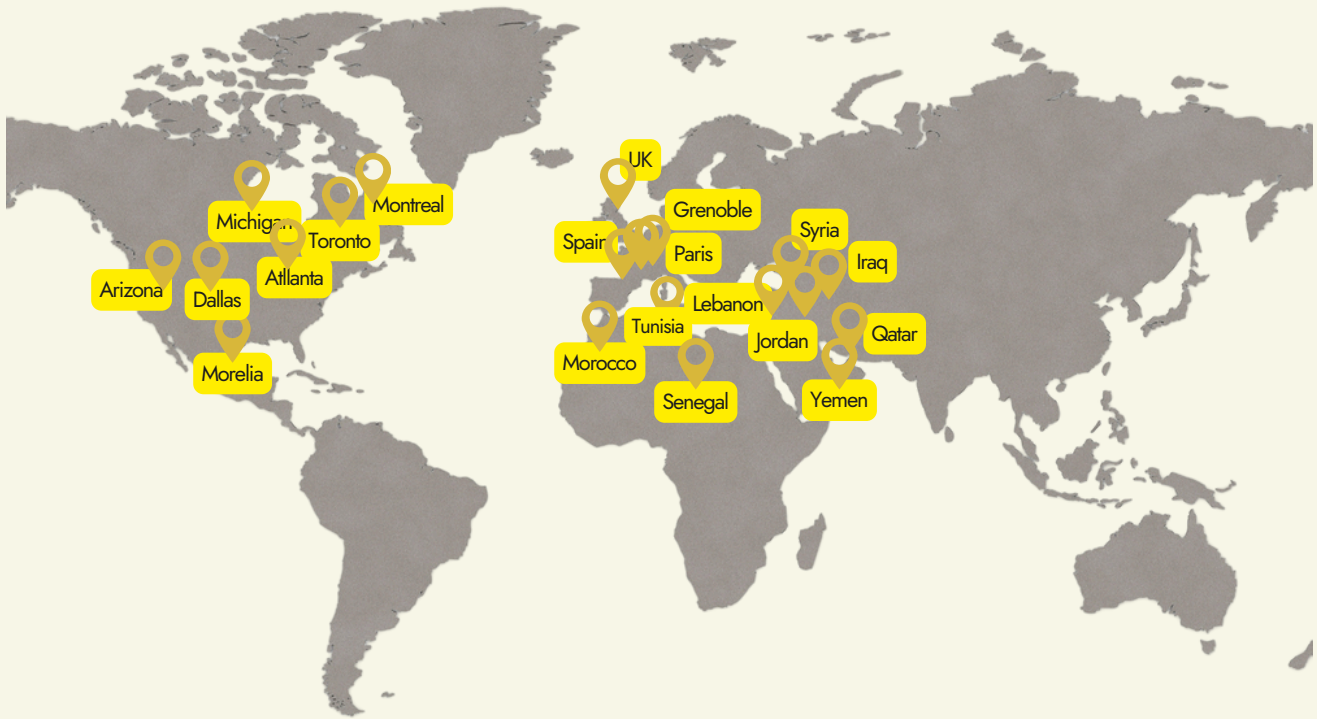 UK
Montreal
Grenoble
Michigan
Toronto
Spain
Syria
Paris
Iraq
Atllanta
Arizona
Dallas
Lebanon
Tunisia
Qatar
Jordan
Morocco
Morelia
Senegal
Yemen